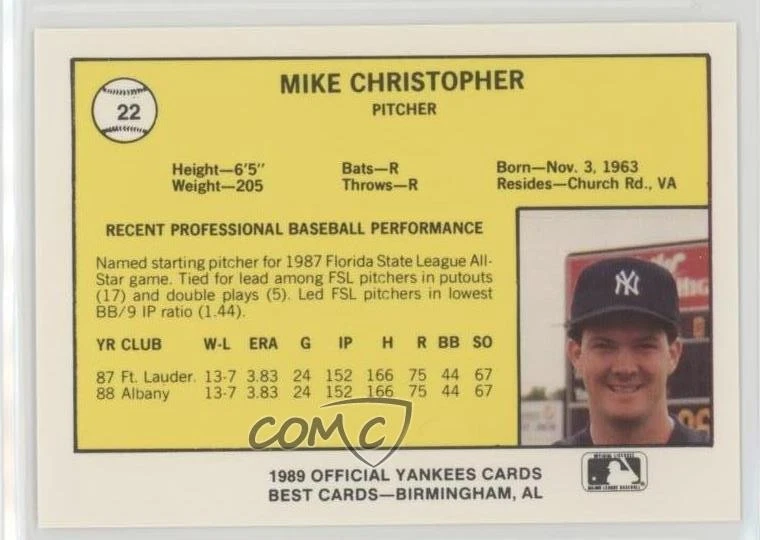 22
MIKE CHRISTOPHER
PITCHER
Height—6'5" Bats—R Born—Nov. 3, 1963
Weight—205 Throws—R Resides—Church Rd., VA
RECENT PROFESSIONAL BASEBALL PERFORMANCE
Named starting pitcher for 1987 Florida State League All-
Star game. Tied for lead among FSL pitchers in putouts
(17) and double plays (5). Led FSL pitchers in lowest
BB/9 IP ratio (1.44).
YR CLUB W-L ERA G IP H R BB SO
87 Ft. Lauder. 13-7 3.83 24 152 166 75 44 67
88 Albany 13-7 3.83 24 152 166 75 44 67
NY
COMC
1989 OFFICIAL YANKEES CARDS
BEST CARDS—BIRMINGHAM, AL